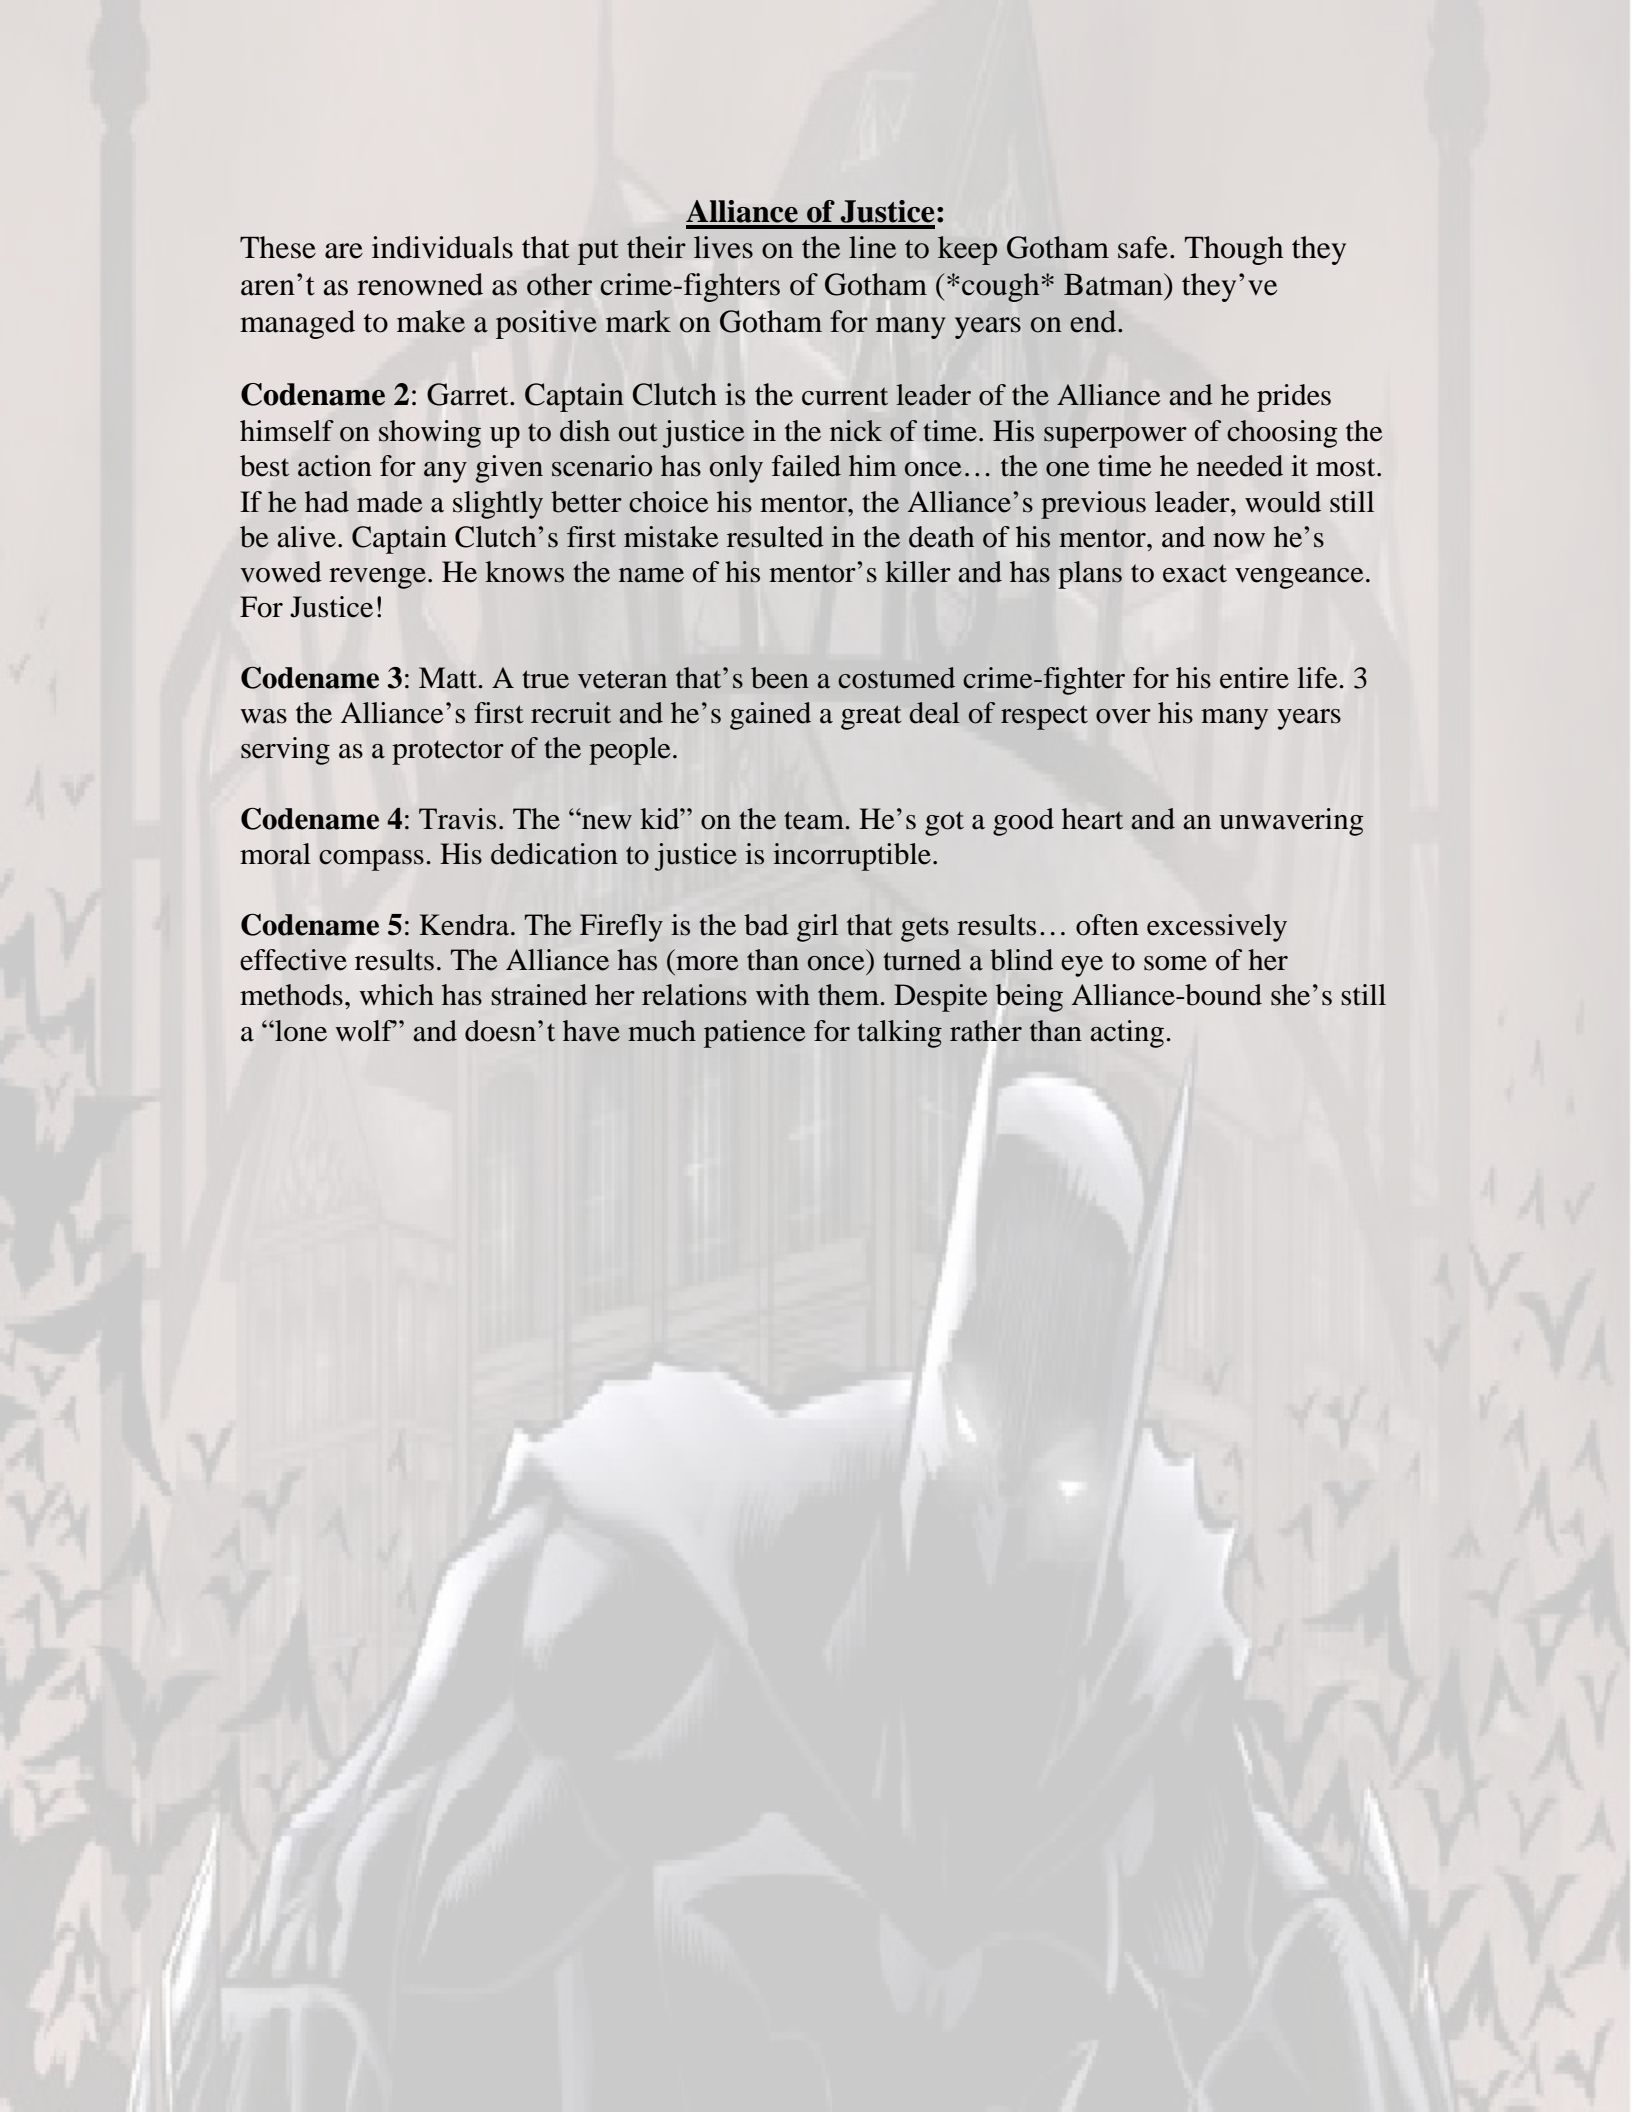 Alliance of Justice:
These are individuals that put their lives on the line to keep Gotham safe. Though they
aren’t as renowned as other crime-fighters of Gotham (*cough* Batman) they’ve
managed to make a positive mark on Gotham for many years on end.
Codename 2: Garret. Captain Clutch is the current leader of the Alliance and he prides
himself on showing up to dish out justice in the nick of time. His superpower of choosing the
best action for any given scenario has only failed him once… the one time he needed it most.
If he had made a slightly better choice his mentor, the Alliance’s previous leader, would still
be alive. Captain Clutch’s first mistake resulted in the death of his mentor, and now he’s
vowed revenge. He knows the name of his mentor’s killer and has plans to exact vengeance.
For Justice!
Codename 3: Matt. A true veteran that’s been a costumed crime-fighter for his entire life. 3
was the Alliance’s first recruit and he’s gained a great deal of respect over his many years
serving as a protector of the people.
Codename 4: Travis. The “new kid” on the team. He’s got a good heart and an unwavering
moral compass. His dedication to justice is incorruptible.
Codename 5: Kendra. The Firefly is the bad girl that gets results… often excessively
effective results. The Alliance has (more than once) turned a blind eye to some of her
methods, which has strained her relations with them. Despite being Alliance-bound she’s still
a “lone wolf” and doesn’t have much patience for talking rather than acting.